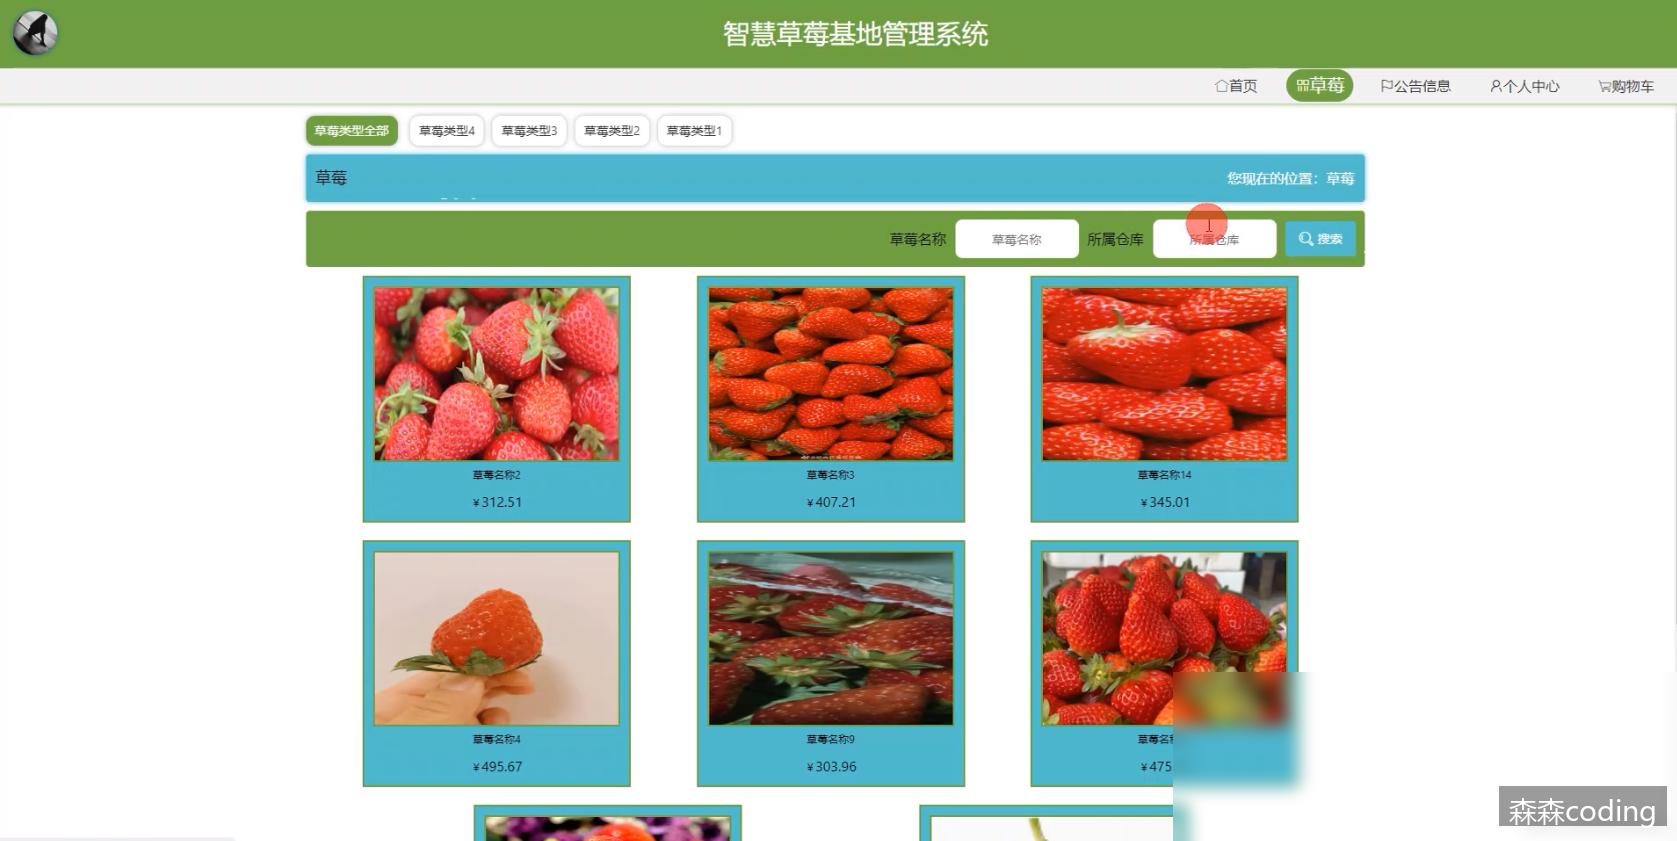 智慧草莓基地管理系统
首页 草莓 公告信息 个人中心 购物车
草莓类型全部 草莓类型4 草莓类型3 草莓类型2 草莓类型1
草莓 您现在的位置：草莓
草莓名称 草莓名称 所属仓库 所属仓库 搜索
草莓名称2 草莓名称3 草莓名称14
¥312.51 ¥407.21 ¥345.01
草莓名称4 草莓名称9 草莓名
¥495.67 ¥303.96 ¥475
森森coding